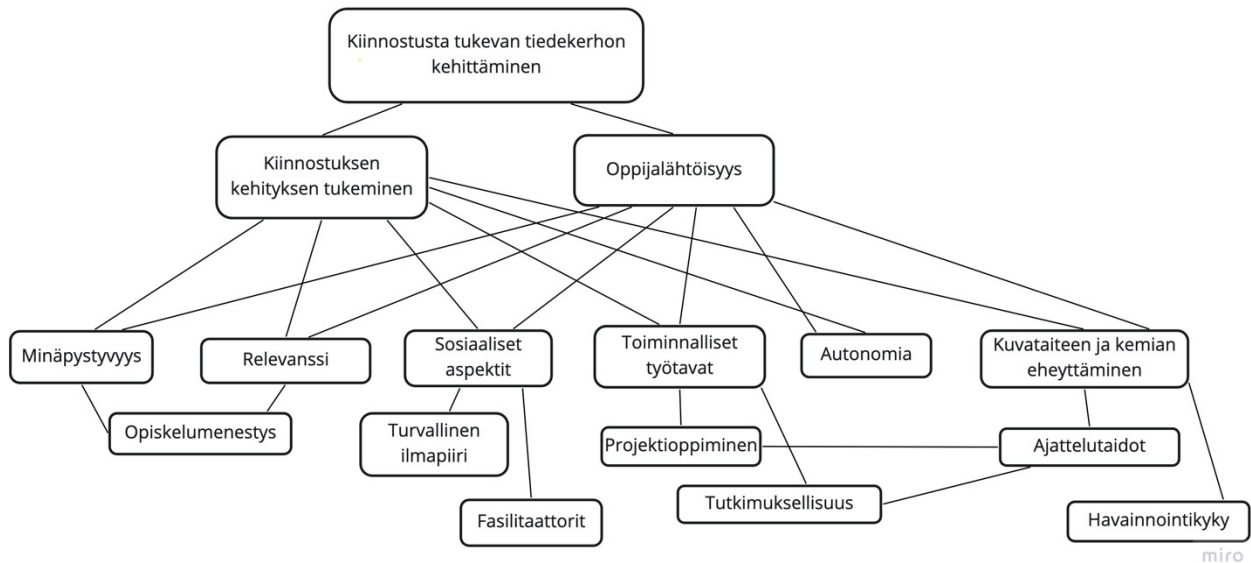 Kiinnostusta tukevan tiedekerhon
kehittäminen
Kiinnostuksen
kehityksen tukeminen
Oppijalähtöisyys
Minäpystyvyys
Relevanssi
Sosiaaliset
aspektit
Toiminnalliset
työtavat
Autonomia
Kuvataiteen ja kemian
eheyttäminen
Opiskelumenestys
Turvallinen
ilmapiiri
Projektioppiminen
Ajattelutaidot
Fasilitaattorit
Tutkimuksellisuus
Havainnointikyky
miro